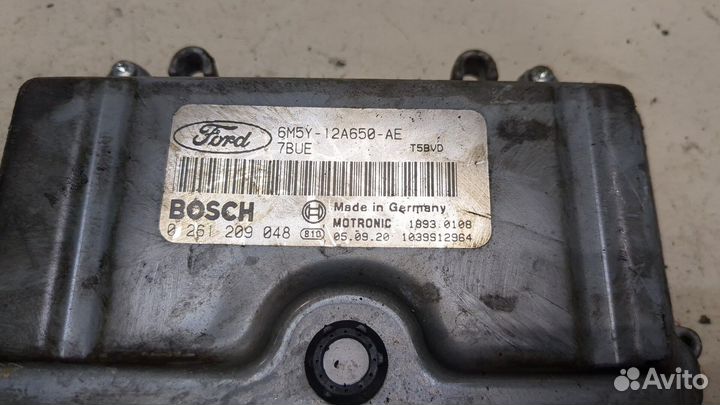 Ford 6M5Y-12A650-AE
7BUE T5BVD
BOSCH Made in Germany
MOTRONIC 1893.0108
0 261 209 048 810 05.09.20 1039S12964
Avito